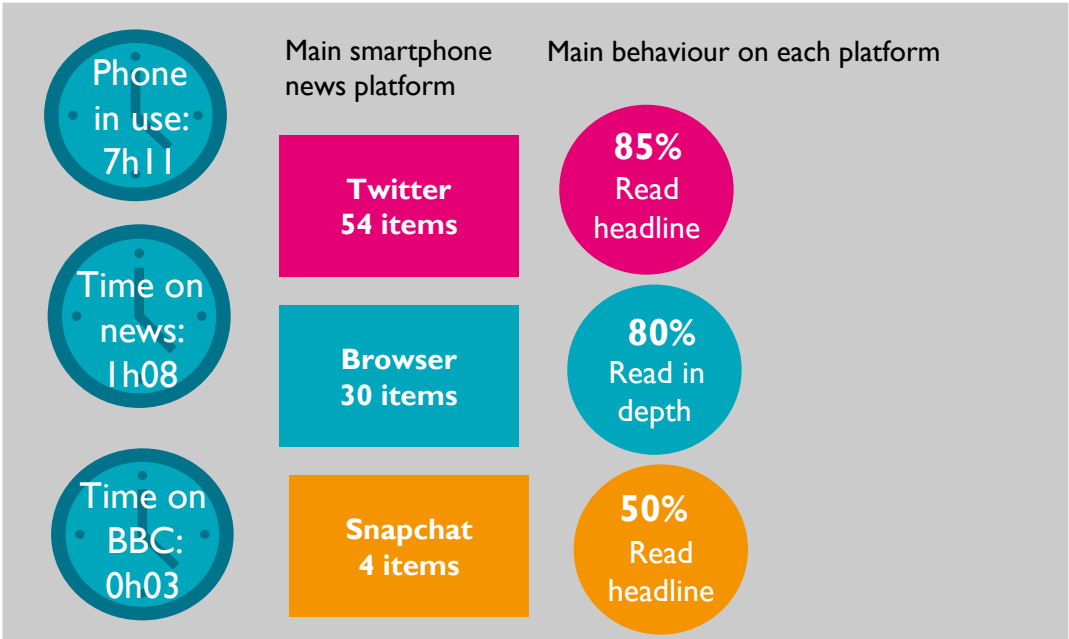 Phone
in use:
7h11
Time on
news:
1h08
Time on
BBC:
0h03
Main smartphone
news platform
Twitter
54 items
Browser
30 items
Snapchat
4 items
Main behaviour on each platform
85%
Read
headline
80%
Read in
depth
50%
Read
headline